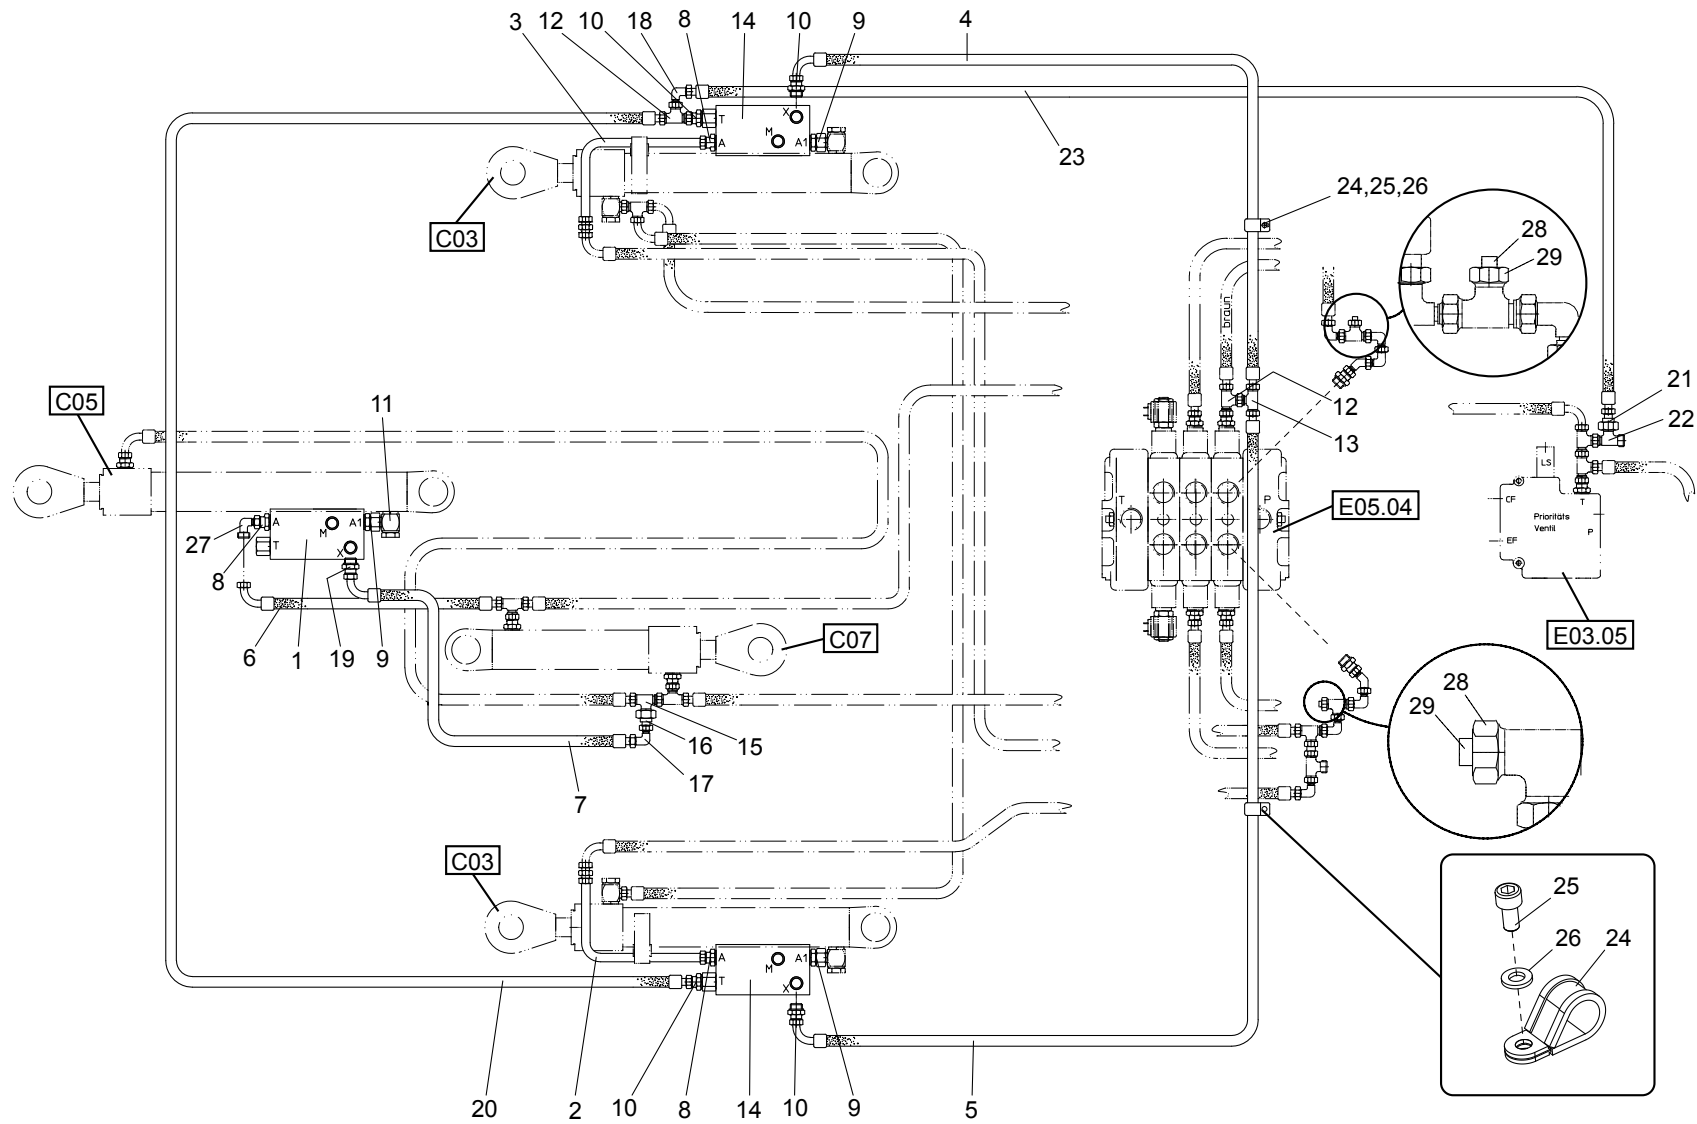 3 12 10 18 8 14 10 9 4
T X M A A1
23
C03
24,25,26
28
29
braun
C05
11
12
13
21
22
LS
CF T
Prioritäts
Ventil
P
EF
T P
E05.04
E03.05
A M A1
T X
27
8
6 1 19 9
C07
16 15
17
7
28
29
C03
A M A1
T X
25
26 24
20 2 10 8 14 10 9 5